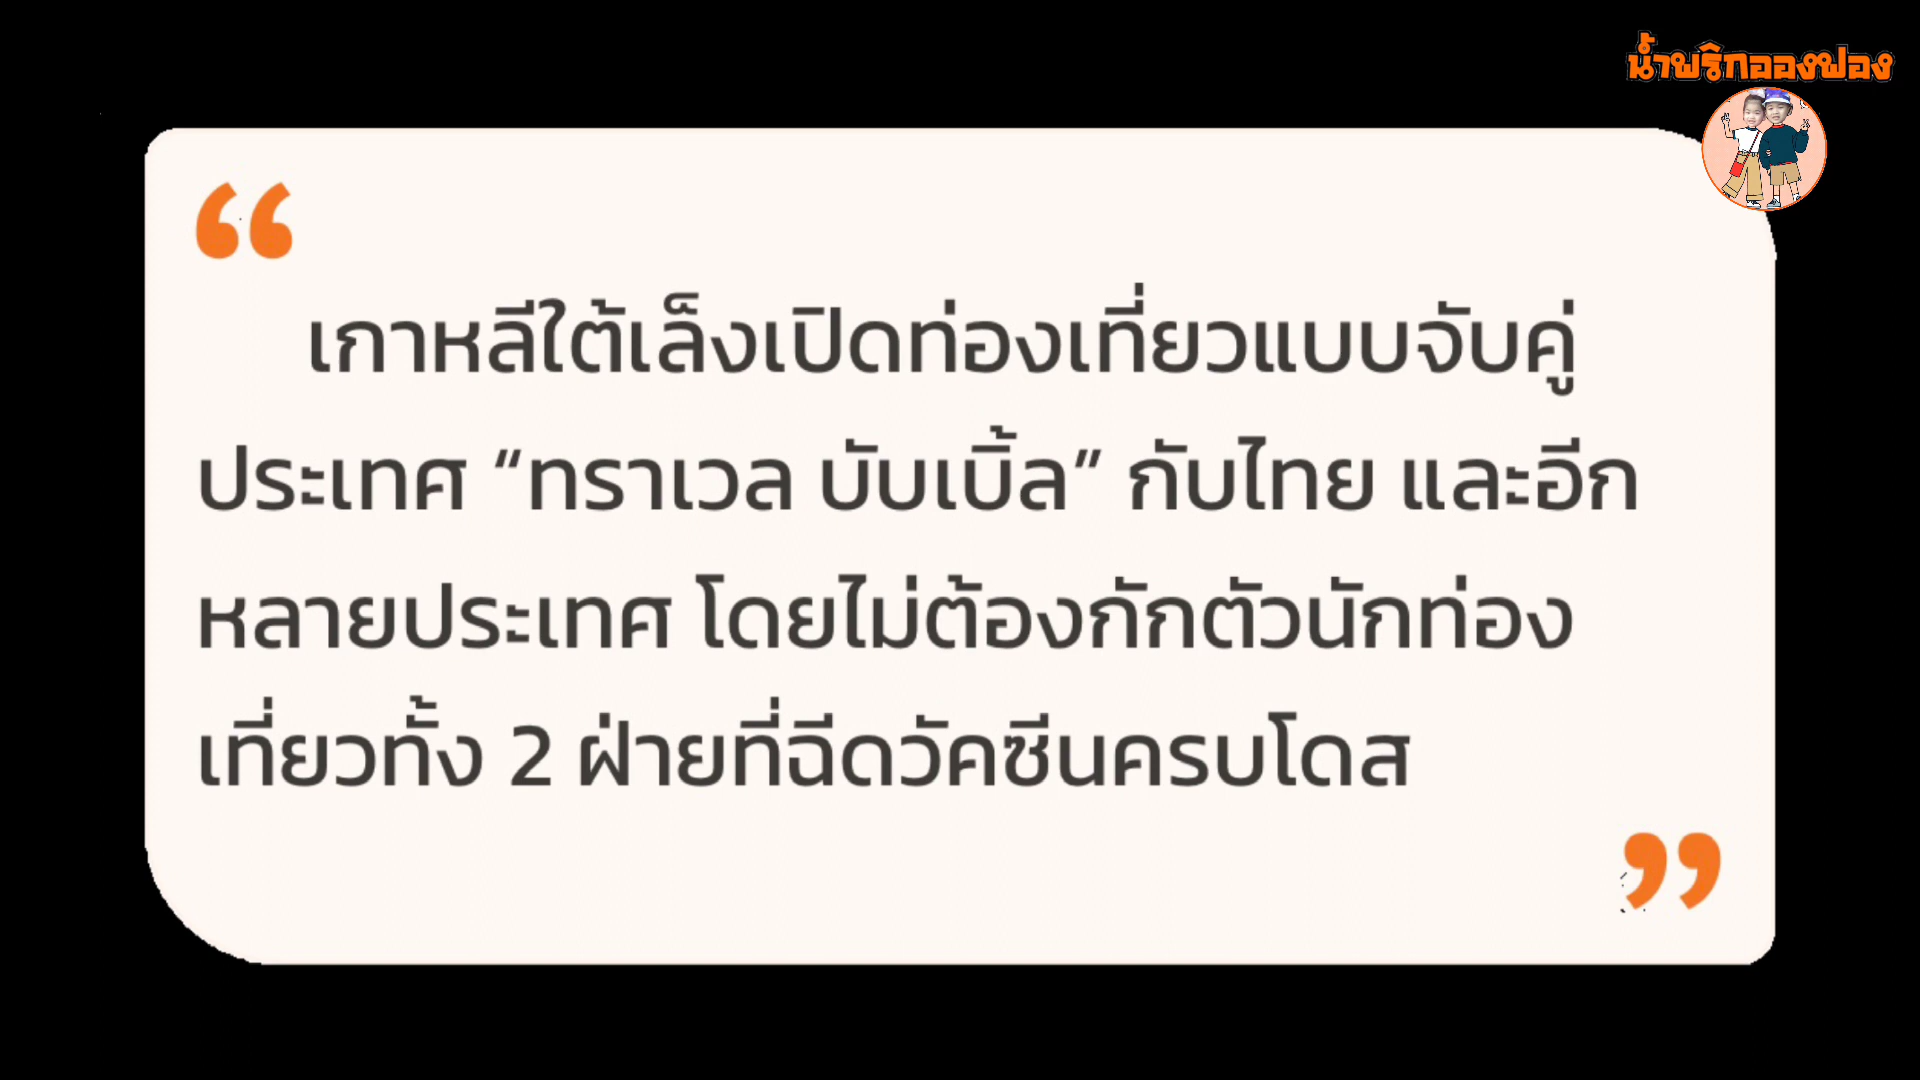 น้ำพริกอองฟอง
เกาหลีใต้เล็งเปิดท่องเที่ยวแบบจับคู่
ประเทศ “ทราเวล บับเบิ้ล” กับไทย และอีก
หลายประเทศ โดยไม่ต้องกักตัวนักท่อง
เที่ยวทั้ง 2 ฝ่ายที่ฉีดวัคซีนครบโดส